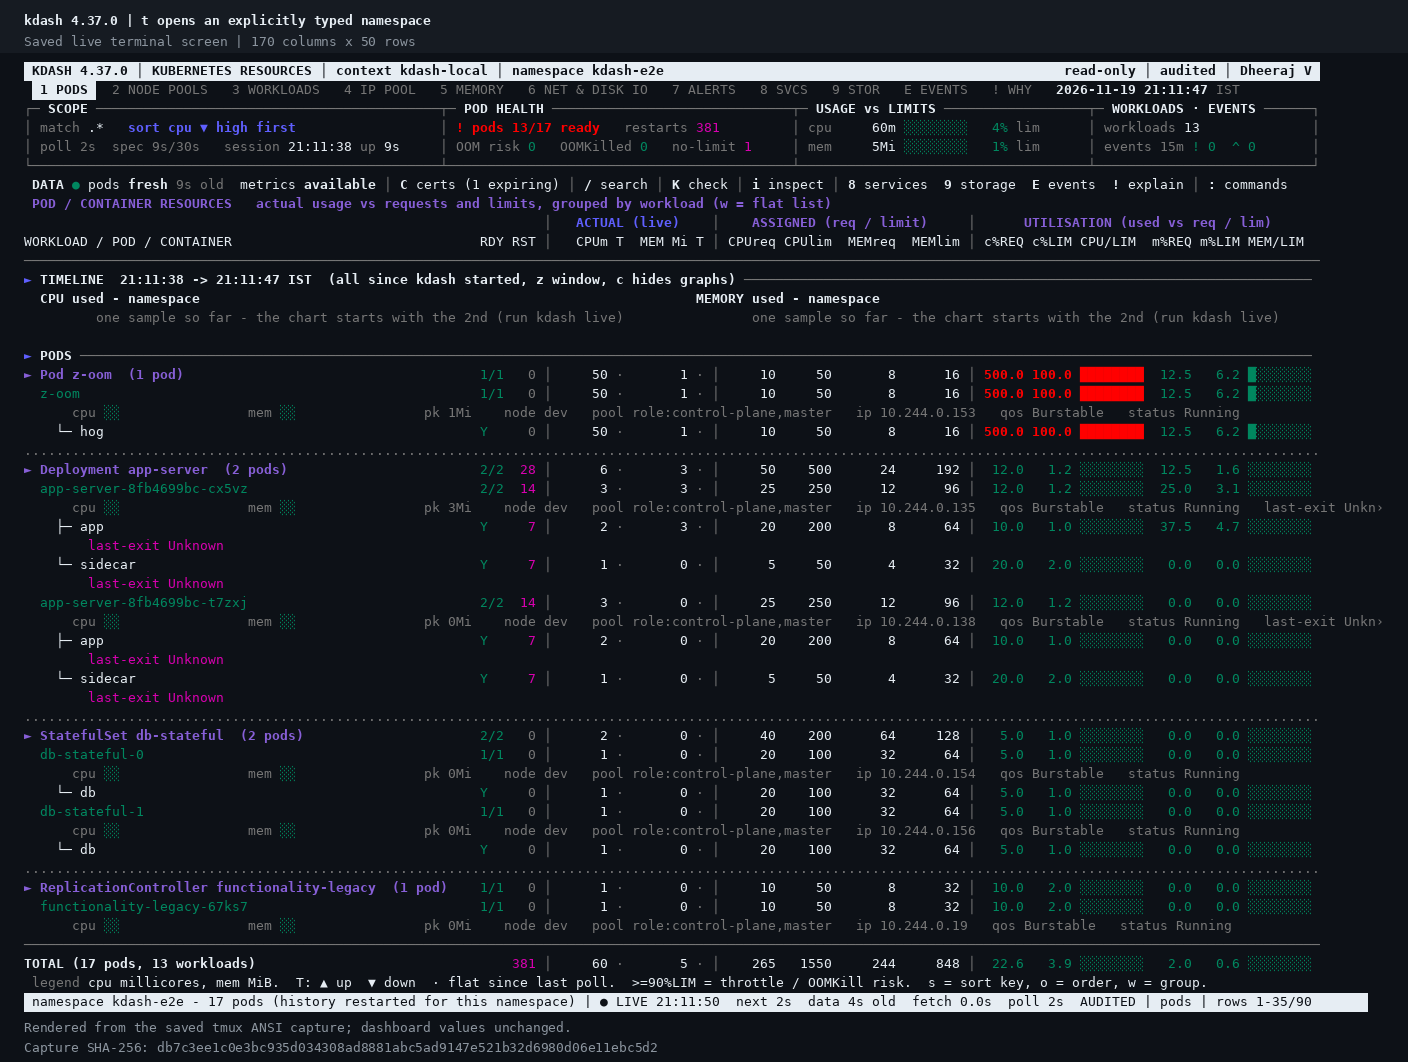 kdash 4.37.0 | t opens an explicitly typed namespace
Saved live terminal screen | 170 columns x 50 rows
KDASH 4.37.0 │ KUBERNETES RESOURCES │ context kdash-local │ namespace kdash-e2e read-only │ audited │ Dheeraj V
1 PODS 2 NODE POOLS 3 WORKLOADS 4 IP POOL 5 MEMORY 6 NET & DISK IO 7 ALERTS 8 SVCS 9 STOR E EVENTS ! WHY 2026-11-19 21:11:47 IST
SCOPE POD HEALTH USAGE vs LIMITS WORKLOADS · EVENTS
match .* sort cpu ▼ high first │ ! pods 13/17 ready restarts 381 │ cpu 60m 4% lim │ workloads 13
poll 2s spec 9s/30s session 21:11:38 up 9s │ OOM risk 0 OOMKilled 0 no-limit 1 │ mem 5Mi 1% lim │ events 15m ! 0 ^ 0
DATA ● pods fresh 9s old metrics available │ C certs (1 expiring) │ / search │ K check │ i inspect │ 8 services 9 storage E events ! explain │ : commands
POD / CONTAINER RESOURCES actual usage vs requests and limits, grouped by workload (w = flat list)
│ ACTUAL (live) │ ASSIGNED (req / limit) │ UTILISATION (used vs req / lim)
WORKLOAD / POD / CONTAINER RDY RST │ CPUm T MEM Mi T │ CPUreq CPUlim MEMreq MEMlim │ c%REQ c%LIM CPU/LIM m%REQ m%LIM MEM/LIM
► TIMELINE 21:11:38 -> 21:11:47 IST (all since kdash started, z window, c hides graphs)
CPU used - namespace MEMORY used - namespace
one sample so far - the chart starts with the 2nd (run kdash live) one sample so far - the chart starts with the 2nd (run kdash live)
► PODS
► Pod z-oom (1 pod) 1/1 0 │ 50 · 1 · │ 10 50 8 16 │ 500.0 100.0 12.5 6.2
z-oom 1/1 0 │ 50 · 1 · │ 10 50 8 16 │ 500.0 100.0 12.5 6.2
cpu mem pk 1Mi node dev pool role:control-plane,master ip 10.244.0.153 qos Burstable status Running
└─ hog Y 0 │ 50 · 1 · │ 10 50 8 16 │ 500.0 100.0 12.5 6.2
► Deployment app-server (2 pods) 2/2 28 │ 6 · 3 · │ 50 500 24 192 │ 12.0 1.2 12.5 1.6
app-server-8fb4699bc-cx5vz 2/2 14 │ 3 · 3 · │ 25 250 12 96 │ 12.0 1.2 25.0 3.1
cpu mem pk 3Mi node dev pool role:control-plane,master ip 10.244.0.135 qos Burstable status Running last-exit Unkn›
├─ app Y 7 │ 2 · 3 · │ 20 200 8 64 │ 10.0 1.0 37.5 4.7
last-exit Unknown
└─ sidecar Y 7 │ 1 · 0 · │ 5 50 4 32 │ 20.0 2.0 0.0 0.0
last-exit Unknown
app-server-8fb4699bc-t7zxj 2/2 14 │ 3 · 0 · │ 25 250 12 96 │ 12.0 1.2 0.0 0.0
cpu mem pk 0Mi node dev pool role:control-plane,master ip 10.244.0.138 qos Burstable status Running last-exit Unkn›
├─ app Y 7 │ 2 · 0 · │ 20 200 8 64 │ 10.0 1.0 0.0 0.0
last-exit Unknown
└─ sidecar Y 7 │ 1 · 0 · │ 5 50 4 32 │ 20.0 2.0 0.0 0.0
last-exit Unknown
► StatefulSet db-stateful (2 pods) 2/2 0 │ 2 · 0 · │ 40 200 64 128 │ 5.0 1.0 0.0 0.0
db-stateful-0 1/1 0 │ 1 · 0 · │ 20 100 32 64 │ 5.0 1.0 0.0 0.0
cpu mem pk 0Mi node dev pool role:control-plane,master ip 10.244.0.154 qos Burstable status Running
└─ db Y 0 │ 1 · 0 · │ 20 100 32 64 │ 5.0 1.0 0.0 0.0
db-stateful-1 1/1 0 │ 1 · 0 · │ 20 100 32 64 │ 5.0 1.0 0.0 0.0
cpu mem pk 0Mi node dev pool role:control-plane,master ip 10.244.0.156 qos Burstable status Running
└─ db Y 0 │ 1 · 0 · │ 20 100 32 64 │ 5.0 1.0 0.0 0.0
► ReplicationController functionality-legacy (1 pod) 1/1 0 │ 1 · 0 · │ 10 50 8 32 │ 10.0 2.0 0.0 0.0
functionality-legacy-67ks7 1/1 0 │ 1 · 0 · │ 10 50 8 32 │ 10.0 2.0 0.0 0.0
cpu mem pk 0Mi node dev pool role:control-plane,master ip 10.244.0.19 qos Burstable status Running
TOTAL (17 pods, 13 workloads) 381 │ 60 · 5 · │ 265 1550 244 848 │ 22.6 3.9 2.0 0.6
legend cpu millicores, mem MiB. T: ▲ up ▼ down · flat since last poll. >=90%LIM = throttle / OOMKill risk. s = sort key, o = order, w = group.
namespace kdash-e2e - 17 pods (history restarted for this namespace) | ● LIVE 21:11:50 next 2s data 4s old fetch 0.0s poll 2s AUDITED | pods | rows 1-35/90
Rendered from the saved tmux ANSI capture; dashboard values unchanged.
Capture SHA-256: db7c3ee1c0e3bc935d034308ad8881abc5ad9147e521b32d6980d06e11ebc5d2